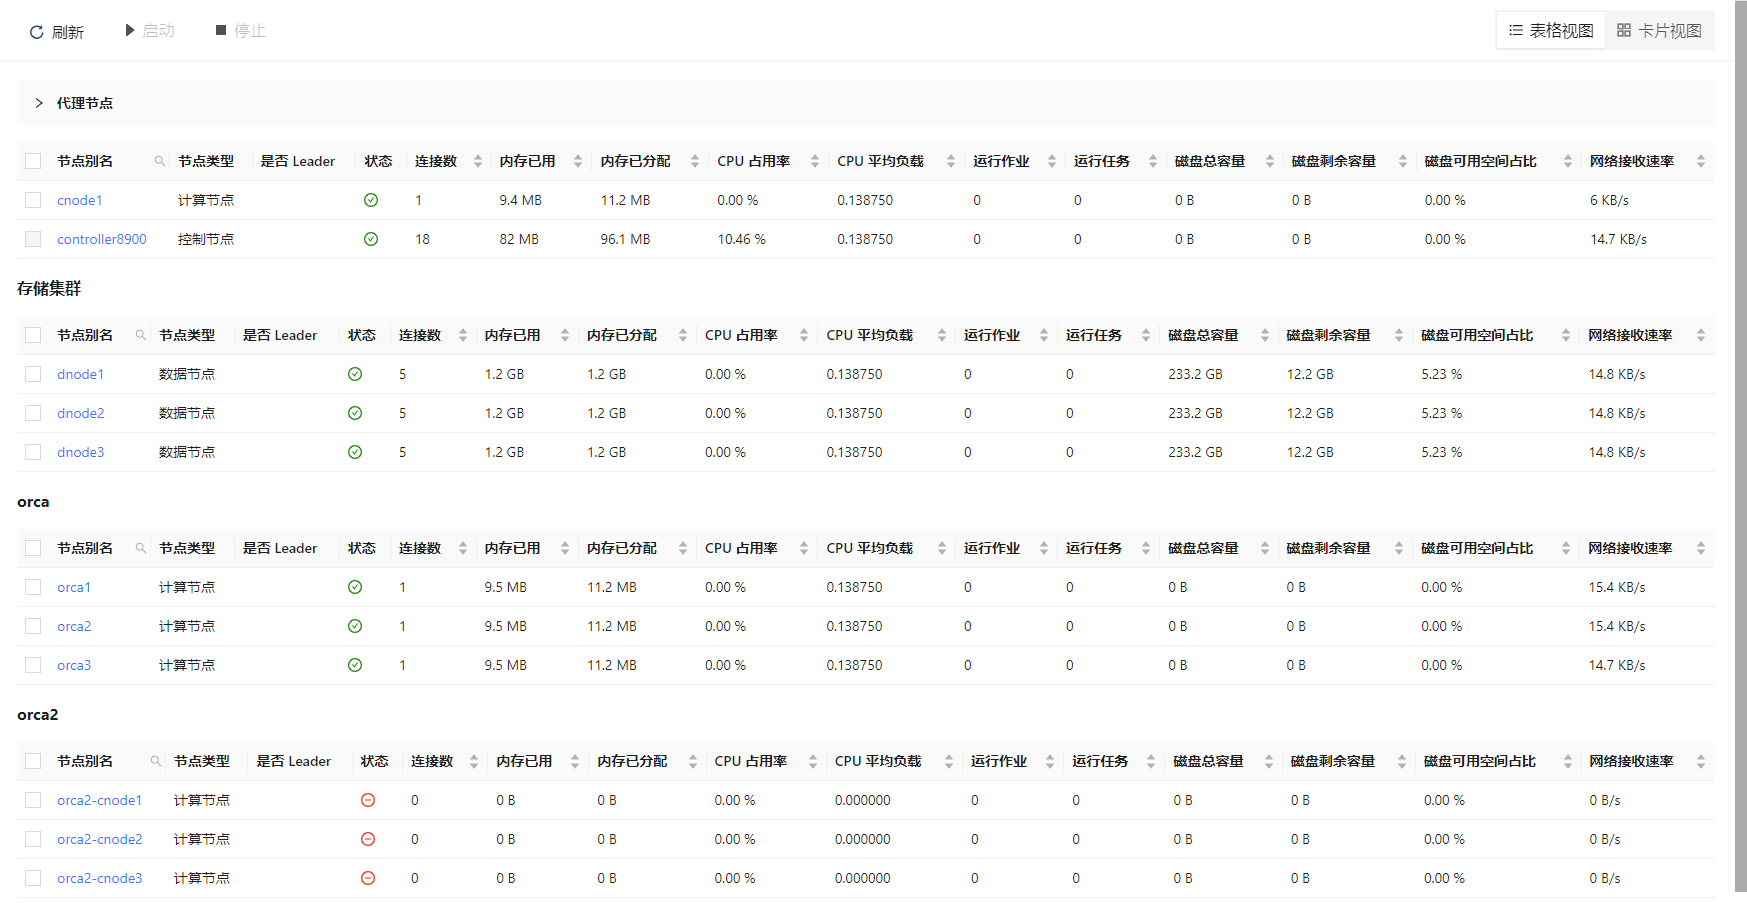 刷新 启动 停止 表格视图 卡片视图
代理节点
节点别名 节点类型 是否 Leader 状态 连接数 内存已用 内存已分配 CPU 占用率 CPU 平均负载 运行作业 运行任务 磁盘总容量 磁盘剩余容量 磁盘可用空间占比 网络接收速率
cnode1 计算节点 1 9.4 MB 11.2 MB 0.00 % 0.138750 0 0 0 B 0 B 0.00 % 6 KB/s
controller8900 控制节点 18 82 MB 96.1 MB 10.46 % 0.138750 0 0 0 B 0 B 0.00 % 14.7 KB/s
存储集群
节点别名 节点类型 是否 Leader 状态 连接数 内存已用 内存已分配 CPU 占用率 CPU 平均负载 运行作业 运行任务 磁盘总容量 磁盘剩余容量 磁盘可用空间占比 网络接收速率
dnode1 数据节点 5 1.2 GB 1.2 GB 0.00 % 0.138750 0 0 233.2 GB 12.2 GB 5.23 % 14.8 KB/s
dnode2 数据节点 5 1.2 GB 1.2 GB 0.00 % 0.138750 0 0 233.2 GB 12.2 GB 5.23 % 14.8 KB/s
dnode3 数据节点 5 1.2 GB 1.2 GB 0.00 % 0.138750 0 0 233.2 GB 12.2 GB 5.23 % 14.8 KB/s
orca
节点别名 节点类型 是否 Leader 状态 连接数 内存已用 内存已分配 CPU 占用率 CPU 平均负载 运行作业 运行任务 磁盘总容量 磁盘剩余容量 磁盘可用空间占比 网络接收速率
orca1 计算节点 1 9.5 MB 11.2 MB 0.00 % 0.138750 0 0 0 B 0 B 0.00 % 15.4 KB/s
orca2 计算节点 1 9.5 MB 11.2 MB 0.00 % 0.138750 0 0 0 B 0 B 0.00 % 15.4 KB/s
orca3 计算节点 1 9.5 MB 11.2 MB 0.00 % 0.138750 0 0 0 B 0 B 0.00 % 14.7 KB/s
orca2
节点别名 节点类型 是否 Leader 状态 连接数 内存已用 内存已分配 CPU 占用率 CPU 平均负载 运行作业 运行任务 磁盘总容量 磁盘剩余容量 磁盘可用空间占比 网络接收速率
orca2-cnode1 计算节点 0 0 B 0 B 0.00 % 0.000000 0 0 0 B 0 B 0.00 % 0 B/s
orca2-cnode2 计算节点 0 0 B 0 B 0.00 % 0.000000 0 0 0 B 0 B 0.00 % 0 B/s
orca2-cnode3 计算节点 0 0 B 0 B 0.00 % 0.000000 0 0 0 B 0 B 0.00 % 0 B/s